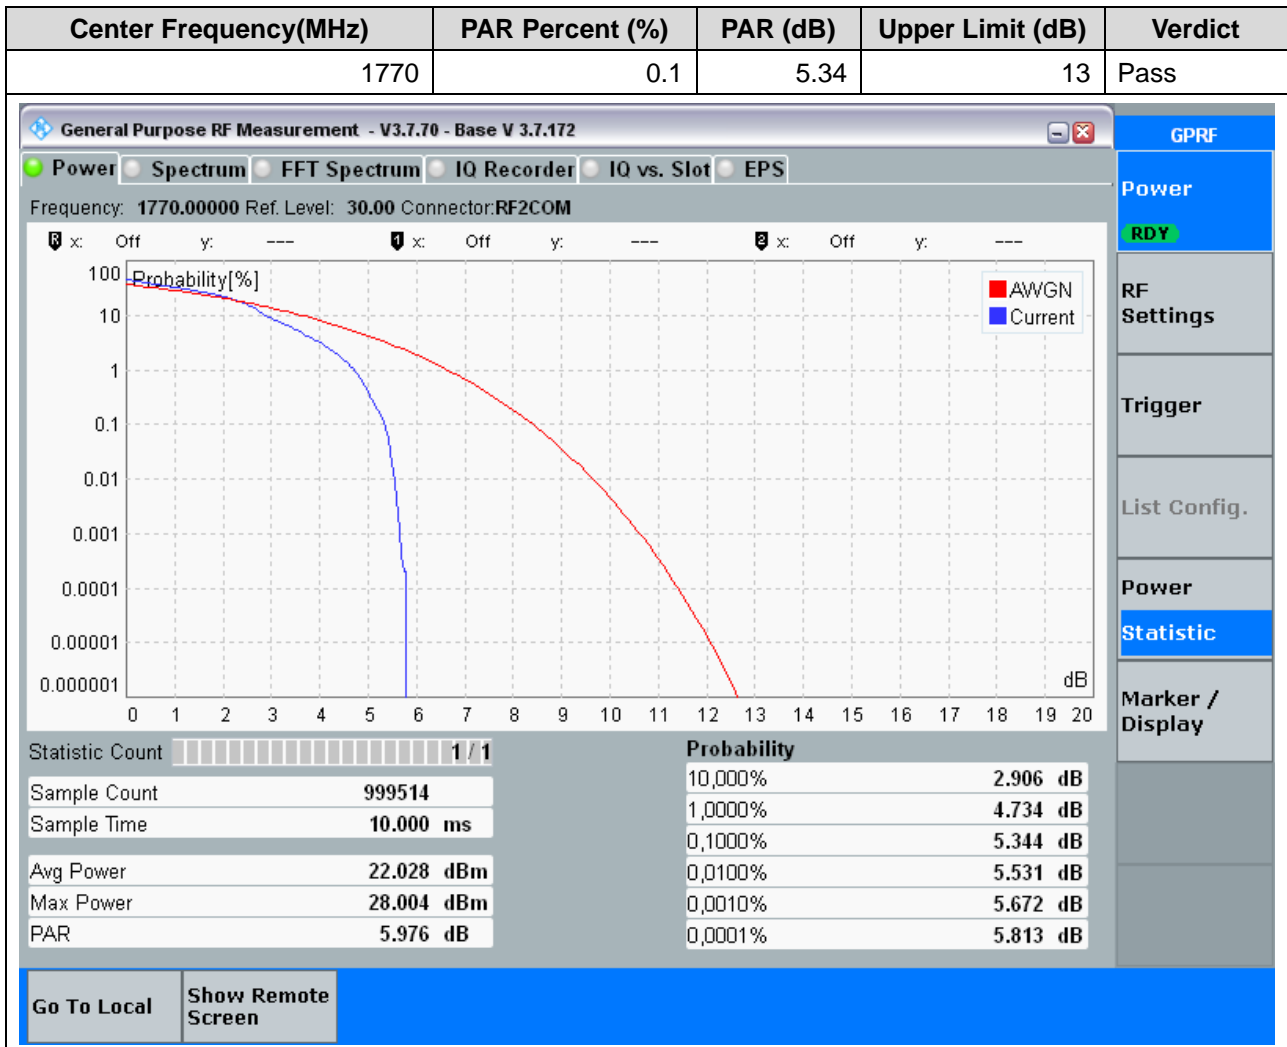 Center Frequency(MHz) PAR Percent (%) PAR (dB) Upper Limit (dB) Verdict
1770 0.1 5.34 13 Pass
General Purpose RF Measurement - V3.7.70 - Base V 3.7.172
GPRF
Power Spectrum FFT Spectrum IQ Recorder IQ vs. Slot EPS
Power
RDY
Frequency: 1770.00000 Ref. Level: 30.00 Connector:RF2COM
R x: Off y: --- 1 x: Off y: --- 2 x: Off y: ---
Probability[%]
AWGN
Current
100
10
1
0.1
0.01
0.001
0.0001
0.00001
0.000001
dB
0 1 2 3 4 5 6 7 8 9 10 11 12 13 14 15 16 17 18 19 20
RF
Settings
Trigger
List Config.
Power
Statistic
Marker /
Display
Statistic Count 1 / 1
Sample Count 999514
Sample Time 10.000 ms
Avg Power 22.028 dBm
Max Power 28.004 dBm
PAR 5.976 dB
Probability
10,000% 2.906 dB
1,0000% 4.734 dB
0,1000% 5.344 dB
0,0100% 5.531 dB
0,0010% 5.672 dB
0,0001% 5.813 dB
Go To Local
Show Remote
Screen